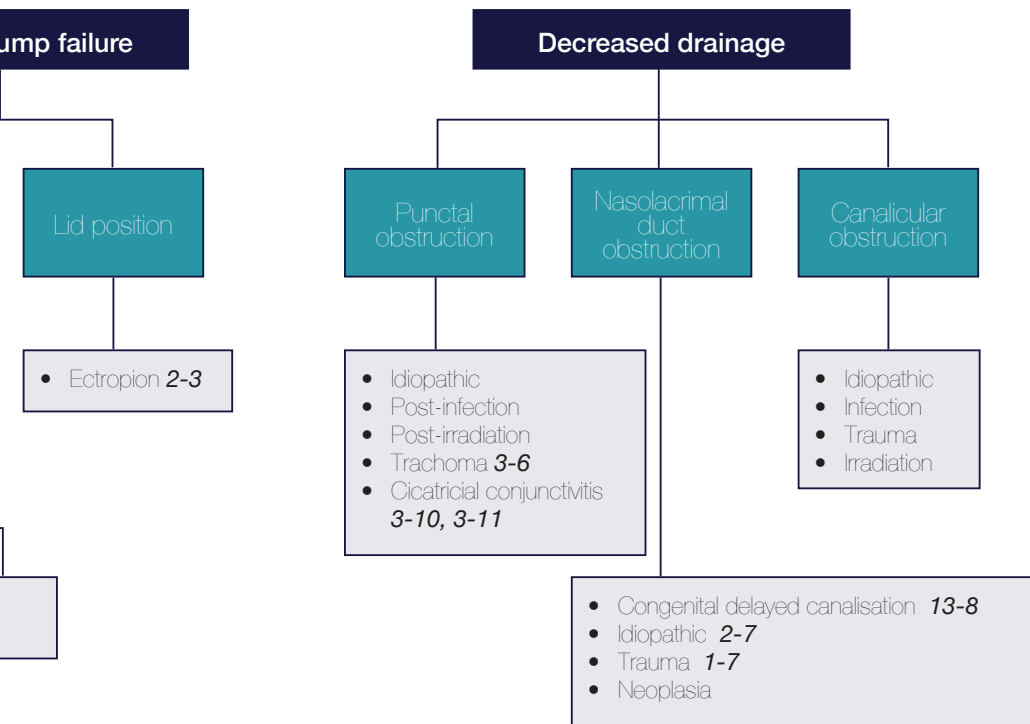 Decreased drainage
failure
Lid position
Punctal
obstruction
Nasolacrimal
duct
obstruction
Canalicular
obstruction
• Ectropion 2-3
• Idiopathic
• Post-infection
• Post-irradiation
• Trachoma 3-6
• Cicatricial conjunctivitis
3-10, 3-11
• Idiopathic
• Infection
• Trauma
• Irradiation
• Congenital delayed canalisation 13-8
• Idiopathic 2-7
• Trauma 1-7
• Neoplasia